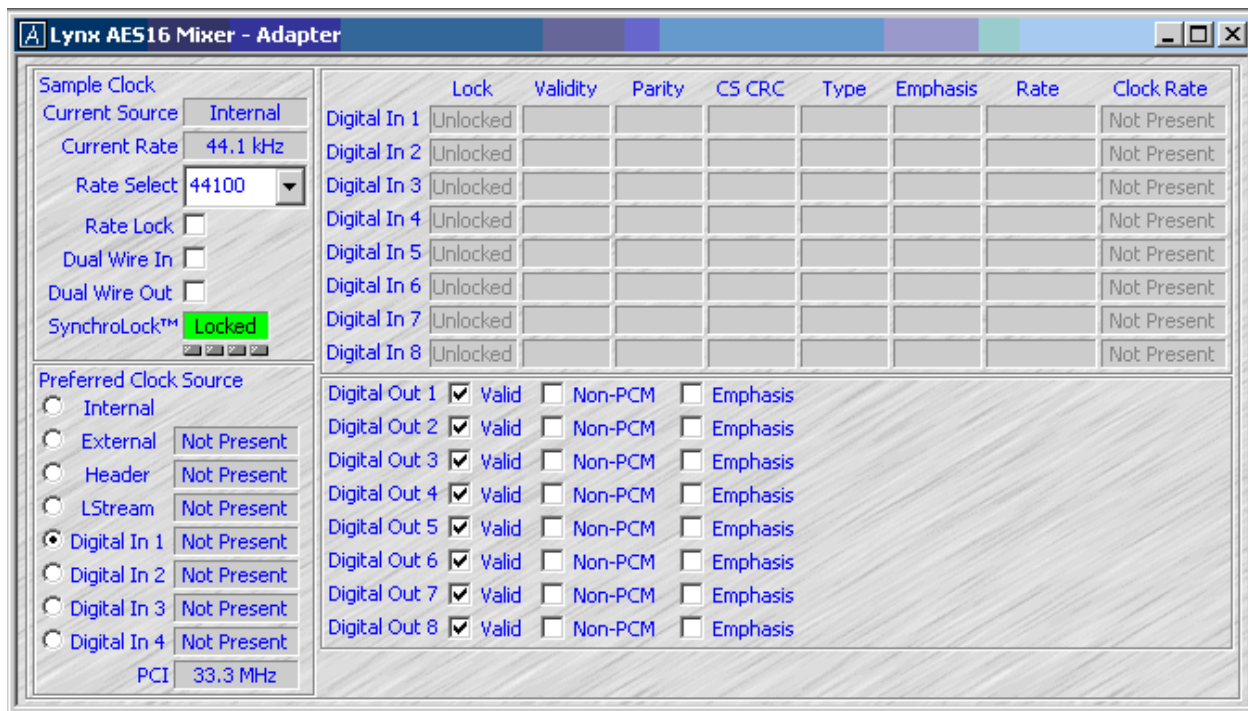 Lynx AES16 Mixer - Adapter
Sample Clock
Current Source Internal
Current Rate 44.1 kHz
Rate Select 44100
Rate Lock
Dual Wire In
Dual Wire Out
SynchroLock™ Locked
Preferred Clock Source
Internal
External Not Present
Header Not Present
LStream Not Present
Digital In 1 Not Present
Digital In 2 Not Present
Digital In 3 Not Present
Digital In 4 Not Present
PCI 33.3 MHz
Lock Validity Parity CS CRC Type Emphasis Rate Clock Rate
Digital In 1 Unlocked Not Present
Digital In 2 Unlocked Not Present
Digital In 3 Unlocked Not Present
Digital In 4 Unlocked Not Present
Digital In 5 Unlocked Not Present
Digital In 6 Unlocked Not Present
Digital In 7 Unlocked Not Present
Digital In 8 Unlocked Not Present
Digital Out 1 Valid Non-PCM Emphasis
Digital Out 2 Valid Non-PCM Emphasis
Digital Out 3 Valid Non-PCM Emphasis
Digital Out 4 Valid Non-PCM Emphasis
Digital Out 5 Valid Non-PCM Emphasis
Digital Out 6 Valid Non-PCM Emphasis
Digital Out 7 Valid Non-PCM Emphasis
Digital Out 8 Valid Non-PCM Emphasis